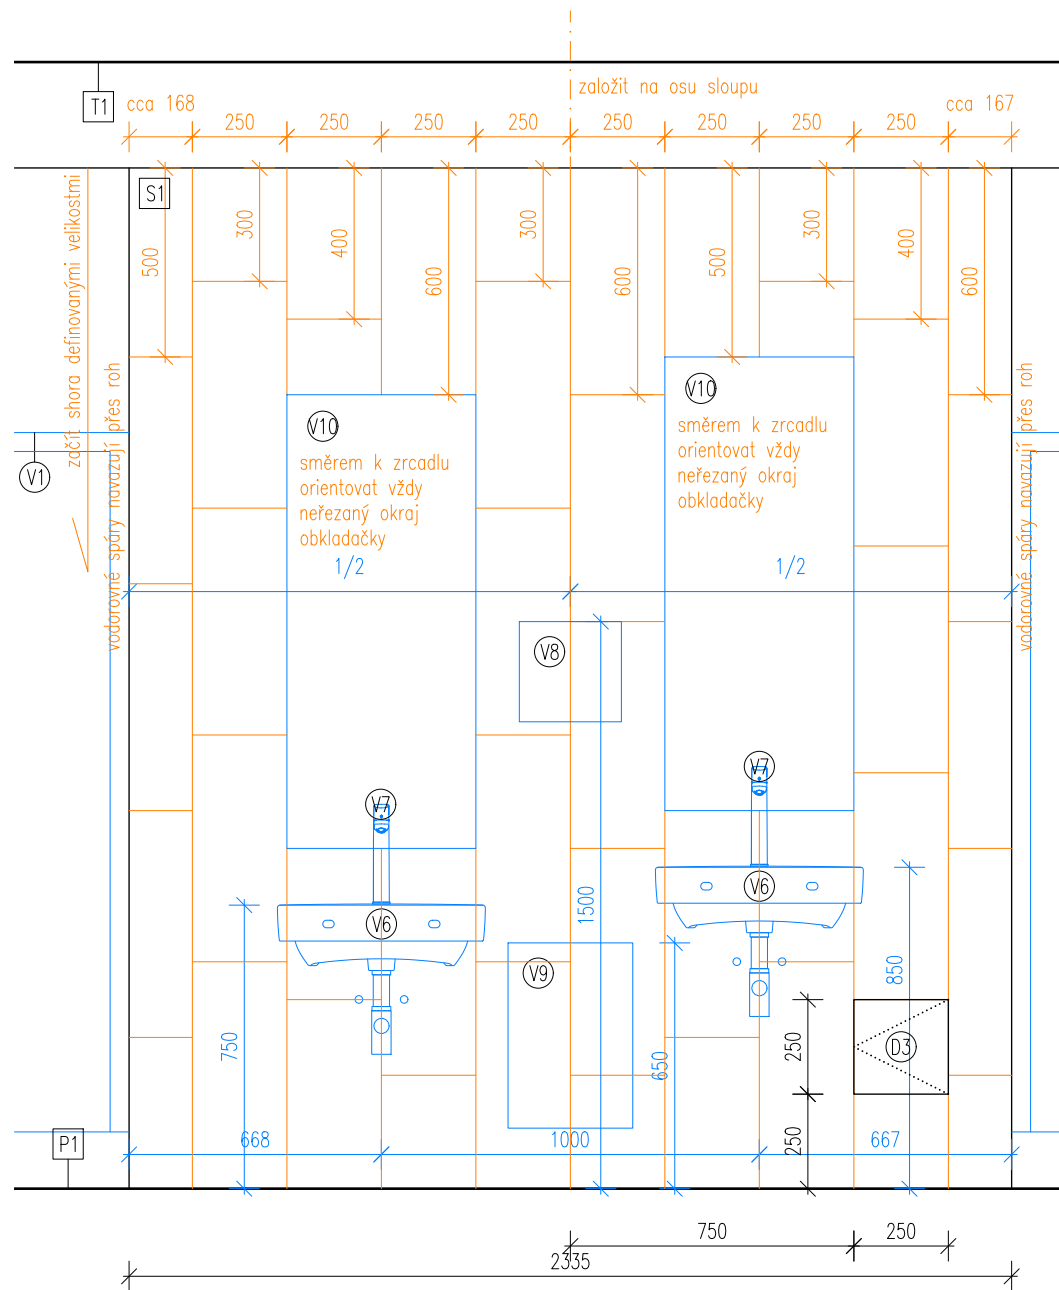 založit na osu sloupu
T1
cca 168
cca 167
250
250
250
250
250
250
250
250
S1
500
300
400
600
300
600
500
300
400
600
začít shora definovanými velikostmi
vodorovné spáry navazují přes roh
vodorovné spáry navazují přes roh
V1
V10
směrem k zrcadlu
orientovat vždy
neřezaný okraj
obkladačky
1/2
V10
směrem k zrcadlu
orientovat vždy
neřezaný okraj
obkladačky
1/2
V8
V7
V7
V6
V6
1500
V9
850
750
650
250
D3
P1
668
1000
667
250
750
250
2335